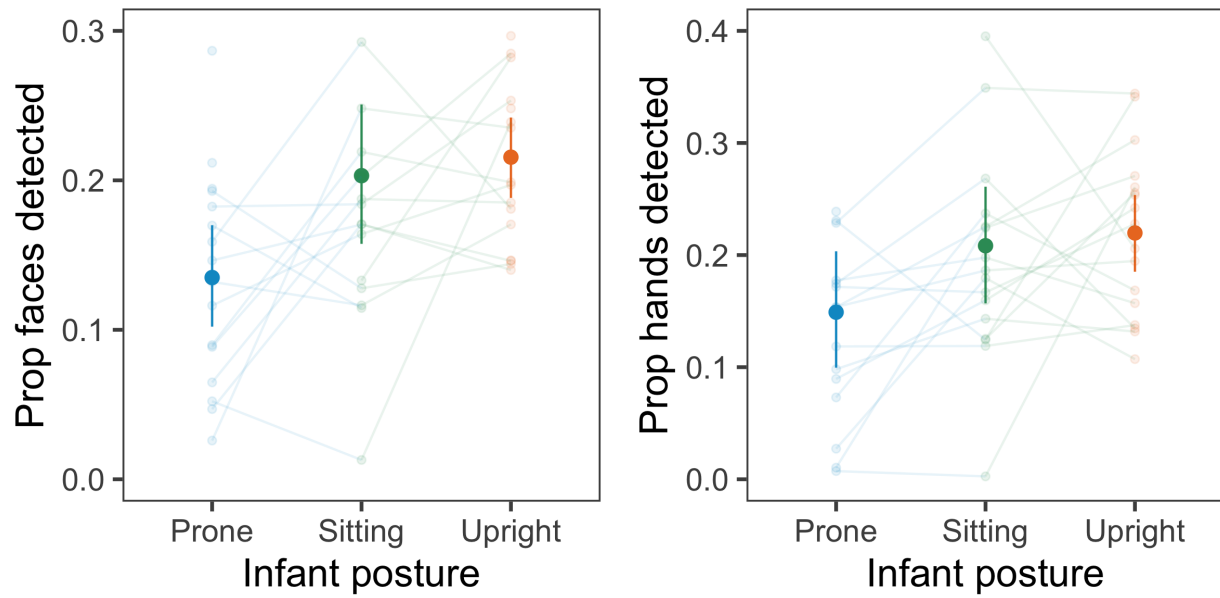 Prop faces detected
0.3
0.2
0.1
0.0
Prone Sitting Upright
Infant posture
Prop hands detected
0.4
0.3
0.2
0.1
0.0
Prone Sitting Upright
Infant posture